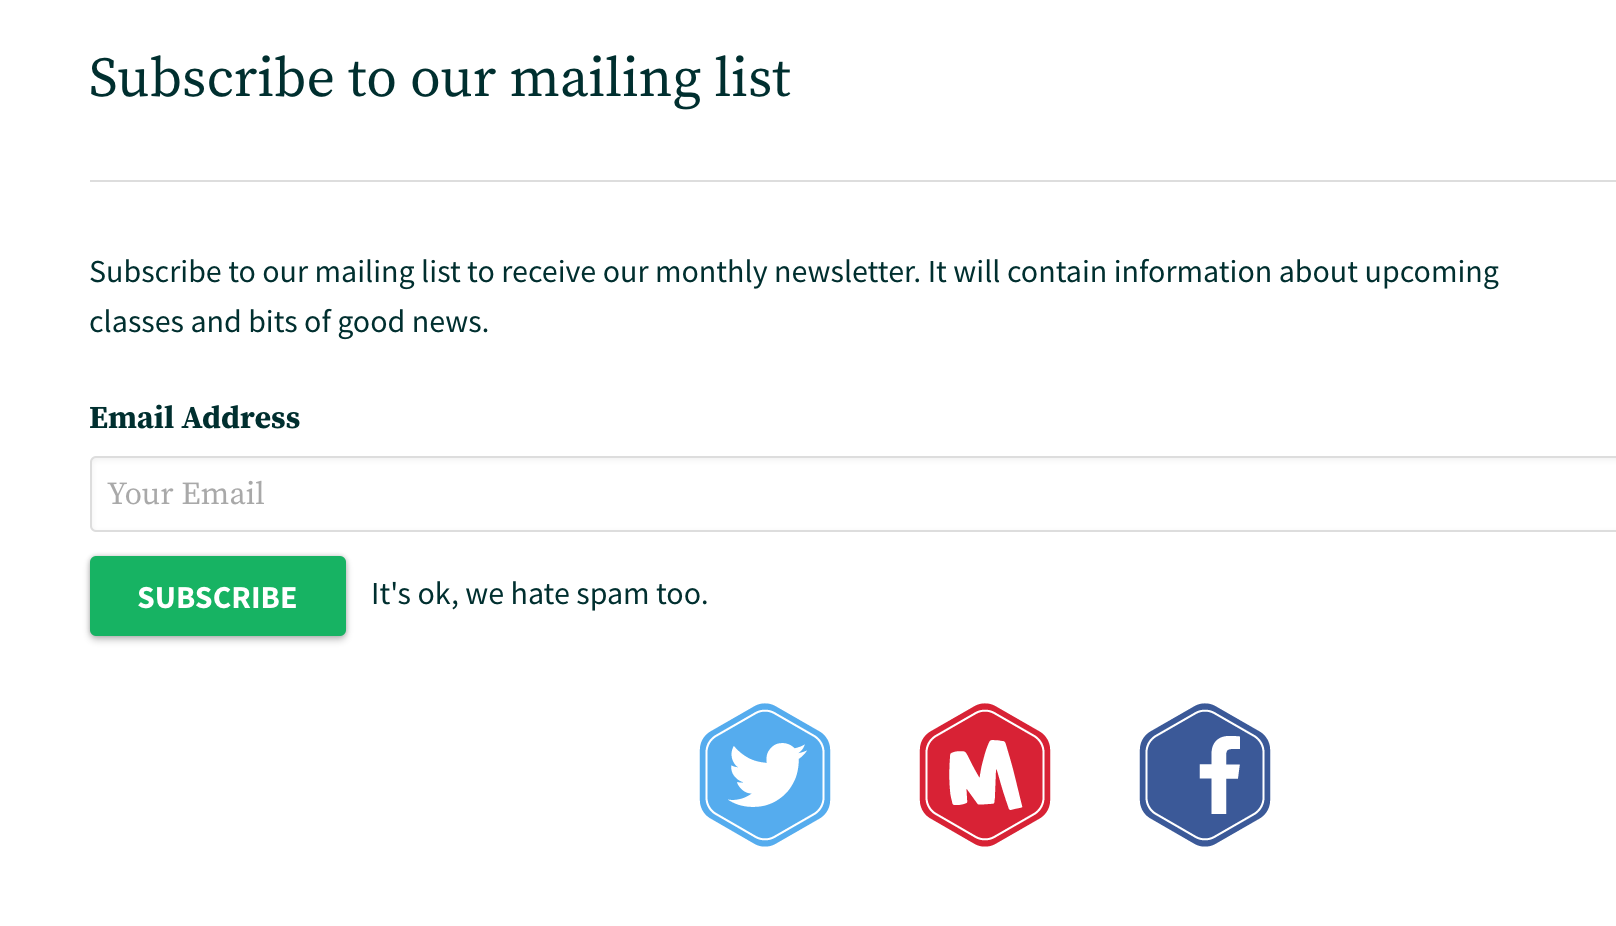 Subscribe to our mailing list
Subscribe to our mailing list to receive our monthly newsletter. It will contain information about upcoming
classes and bits of good news.
Email Address
Your Email
SUBSCRIBE It's ok, we hate spam too.
M f